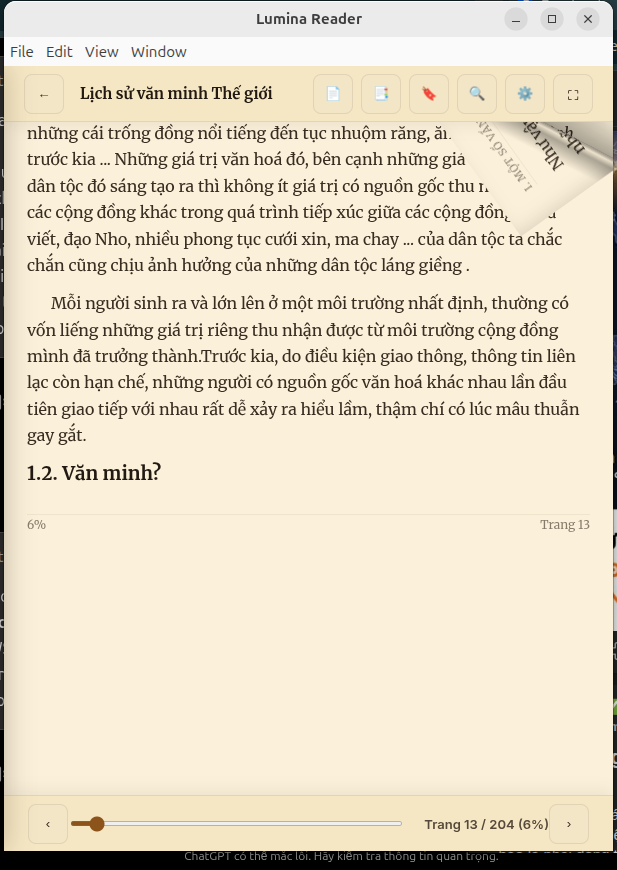 Lumina Reader
File Edit View Window
Lịch sử văn minh Thế giới
những cái trống đồng nổi tiếng đến tục nhuộm răng,
trước kia ... Những giá trị văn hoá đó, bên cạnh những giá
dân tộc đó sáng tạo ra thì không ít giá trị có nguồn gốc thu
các cộng đồng khác trong quá trình tiếp xúc giữa các cộng đồng
viết, đạo Nho, nhiều phong tục cưới xin, ma chay ... của dân tộc ta chắc
chắn cũng chịu ảnh hưởng của những dân tộc láng giềng .
Mỗi người sinh ra và lớn lên ở một môi trường nhất định, thường có
vốn liếng những giá trị riêng thu nhận được từ môi trường cộng đồng
mình đã trưởng thành.Trước kia, do điều kiện giao thông, thông tin liên
lạc còn hạn chế, những người có nguồn gốc văn hoá khác nhau lần đầu
tiên giao tiếp với nhau rất dễ xảy ra hiểu lầm, thậm chí có lúc mâu thuẫn
gay gắt.
1.2. Văn minh?
6% Trang 13
Trang 13 / 204 (6%)
ChatGPT có thể mắc lỗi. Hãy kiểm tra thông tin quan trọng.
1. MỘT SỐ
Như